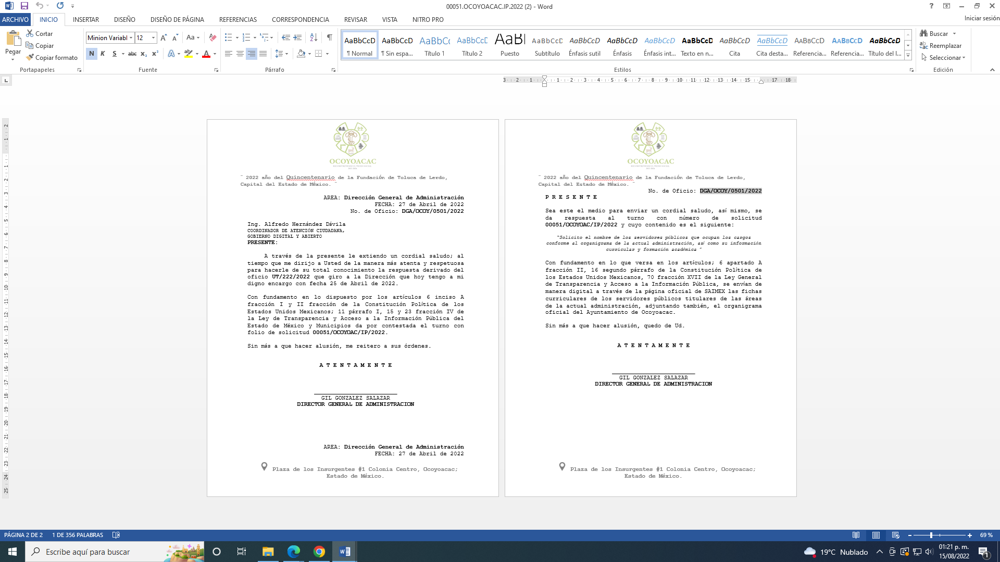 00051.OCOYOACAC.IP.2022 (2) - Word
ARCHIVO INICIO INSERTAR DISEÑO DISEÑO DE PÁGINA REFERENCIAS CORRESPONDENCIA REVISAR VISTA NITRO PRO
Iniciar sesión
Pegar
Cortar
Copiar
Copiar formato
Portapapeles
Minion Variabl 12
Fuente
Párrafo
AaBbCcD AaBbCcD AaBbCc AaBbCcD AaBb AaBbCcD AaBbCcD AaBbCcD AaBbCcD AaBbCcD AaBbCcD AaBbCcD AaBbCcD AaBbCcD AaBbCcD
¶ Normal ¶ Sin espa... Título 1 Título 2 Puesto Subtítulo Énfasis sutil Énfasis Énfasis int... Texto en n... Cita Cita desta... Referencia... Referencia... Título del l...
Estilos
Buscar
Reemplazar
Seleccionar
Edición
OCOYOACAC
¨ 2022 año del Quincentenario de la Fundación de Toluca de Lerdo,
Capital del Estado de México. ¨
AREA: Dirección General de Administración
FECHA: 27 de Abril de 2022
No. de Oficio: DGA/OCOY/0501/2022
Ing. Alfredo Hernández Dávila
COORDINADOR DE ATENCIÓN CIUDADANA,
GOBIERNO DIGITAL Y ABIERTO
PRESENTE:
A través de la presente le extiendo un cordial saludo; al
tiempo que me dirijo a Usted de la manera más atenta y respetuosa
para hacerle de su total conocimiento la respuesta derivado del
oficio UT/222/2022 que giro a la Dirección que hoy tengo a mi
digno encargo con fecha 25 de Abril de 2022.
Con fundamento en lo dispuesto por los artículos 6 inciso A
fracción I y II fracción de la Constitución Política de los
Estados Unidos Mexicanos; 11 párrafo I, 15 y 23 fracción IV de
la Ley de Transparencia y Acceso a la Información Pública del
Estado de México y Municipios da por contestada el turno con
folio de solicitud 00051/OCOYOAC/IP/2022.
Sin más a que hacer alusión, me reitero a sus órdenes.
A T E N T A M E N T E
GIL GONZALEZ SALAZAR
DIRECTOR GENERAL DE ADMINISTRACION
AREA: Dirección General de Administración
FECHA: 27 de Abril de 2022
Plaza de los Insurgentes #1 Colonia Centro, Ocoyoacac;
Estado de México.
OCOYOACAC
¨ 2022 año del Quincentenario de la Fundación de Toluca de Lerdo,
Capital del Estado de México. ¨
No. de Oficio: DGA/OCOY/0501/2022
P R E S E N T E
Sea este el medio para enviar un cordial saludo, así mismo, se
da respuesta al turno con número de solicitud
00051/OCOYOAC/IP/2022 y cuyo contenido es el siguiente:
"Solicito el nombre de los servidores públicos que ocupan los cargos
conforme al organigrama de la actual administración, así como su información
curricular y formación académica "
Con fundamento en lo que versa en los artículos; 6 apartado A
fracción II, 16 segundo párrafo de la Constitución Política de
los Estados Unidos Mexicanos, 70 fracción XVII de la Ley General
de Transparencia y Acceso a la Información Pública, se envían de
manera digital a través de la página oficial de SAIMEX las fichas
curriculares de los servidores públicos titulares de las áreas
de la actual administración, adjuntando también, el organigrama
oficial del Ayuntamiento de Ocoyoacac.
Sin más a que hacer alusión, quedo de Ud.
A T E N T A M E N T E
GIL GONZALEZ SALAZAR
DIRECTOR GENERAL DE ADMINISTRACION
Plaza de los Insurgentes #1 Colonia Centro, Ocoyoacac;
Estado de México.
PÁGINA 2 DE 2 1 DE 356 PALABRAS
69 %
Escribe aquí para buscar
19°C Nublado
01:21 p. m.
15/08/2022
1